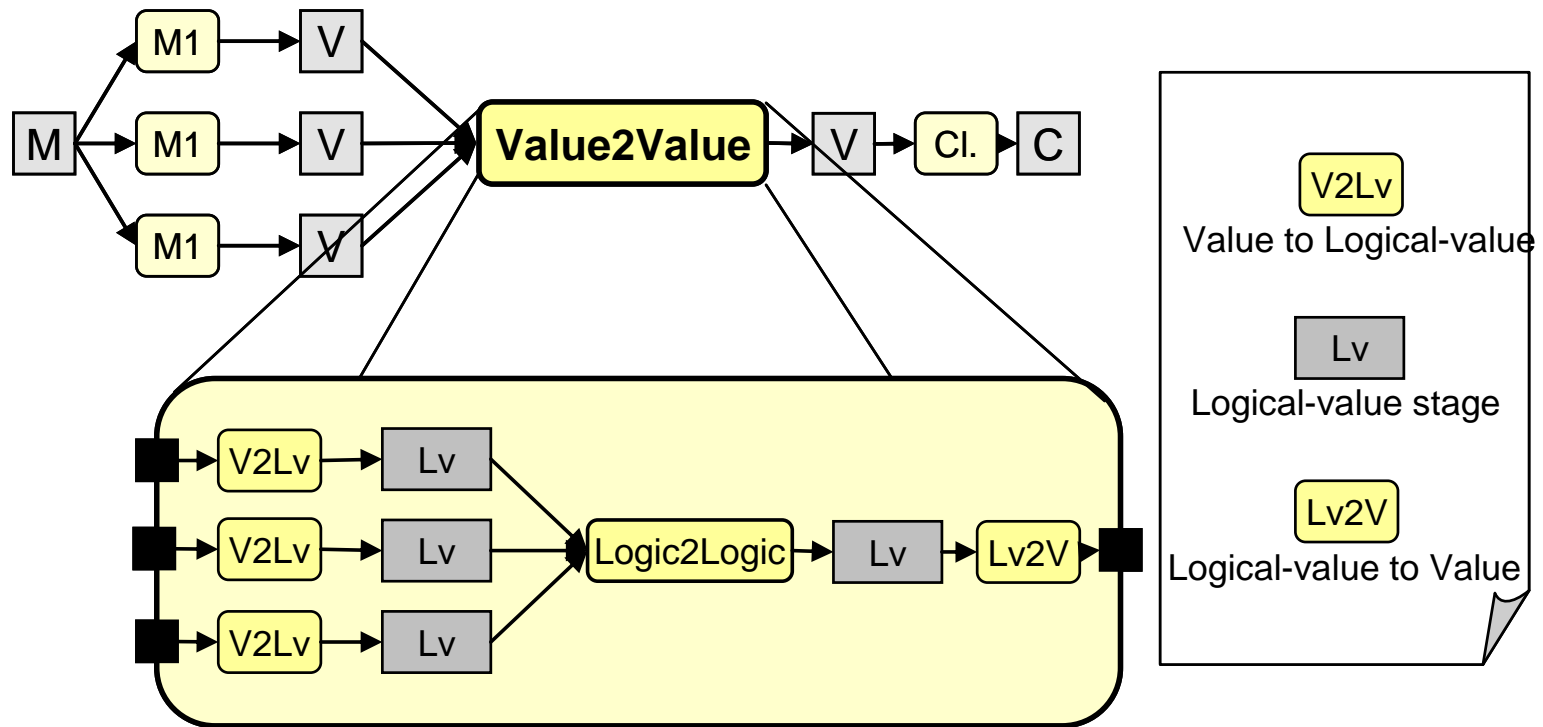 M1
V
M
M1
V
Value2Value
V
Cl.
C
M1
V
V2Lv
Lv
V2Lv
Lv
Logic2Logic
Lv
Lv2V
V2Lv
Lv
V2Lv
Value to Logical-value
Lv
Logical-value stage
Lv2V
Logical-value to Value